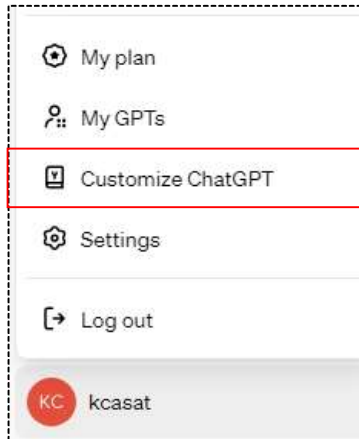 My plan
My GPTs
Customize ChatGPT
Settings
Log out
KC kcasat